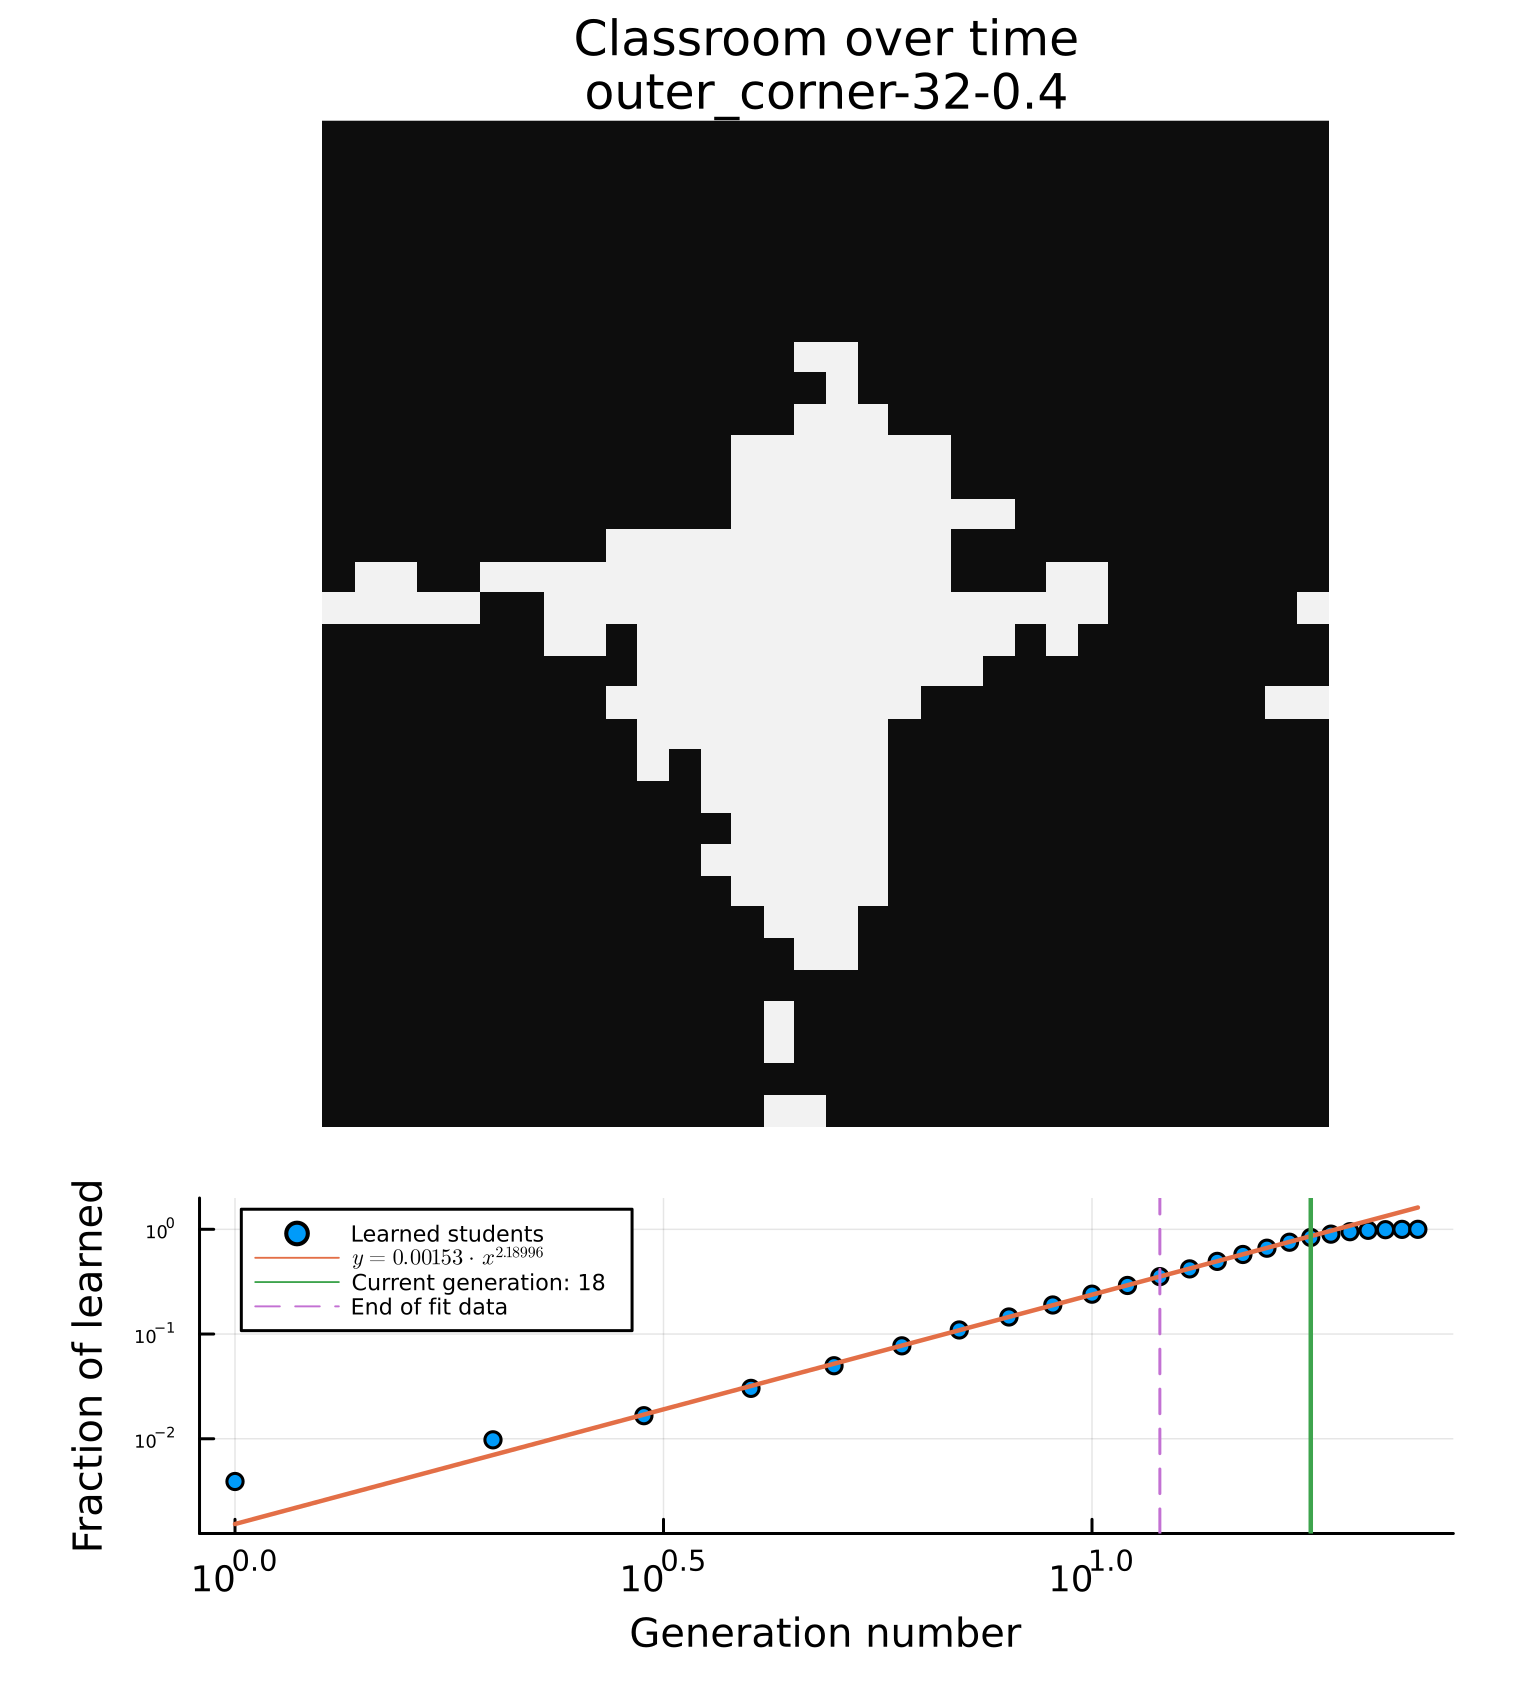 Classroom over time
outer_corner-32-0.4
Fraction of learned
10^0
10^-1
10^-2
Learned students
y = 0.00153 · x^2.18996
Current generation: 18
End of fit data
10^0.0 10^0.5 10^1.0
Generation number